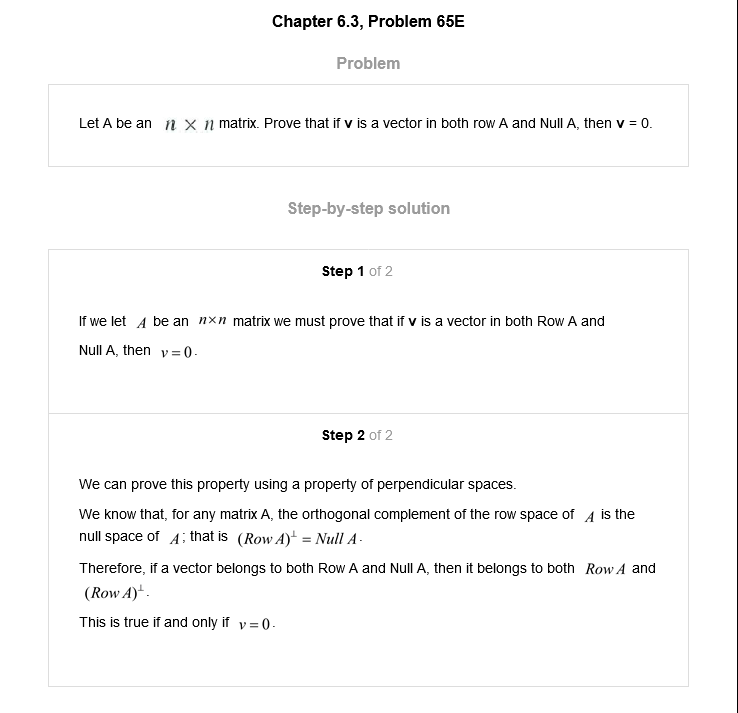 Chapter 6.3, Problem 65E
Problem
Let A be an n × n matrix. Prove that if v is a vector in both row A and Null A, then v = 0.
Step-by-step solution
Step 1 of 2
If we let A be an n×n matrix we must prove that if v is a vector in both Row A and
Null A, then v = 0.
Step 2 of 2
We can prove this property using a property of perpendicular spaces.
We know that, for any matrix A, the orthogonal complement of the row space of A is the
null space of A; that is (Row A)⊥ = Null A.
Therefore, if a vector belongs to both Row A and Null A, then it belongs to both Row A and
(Row A)⊥.
This is true if and only if v = 0.